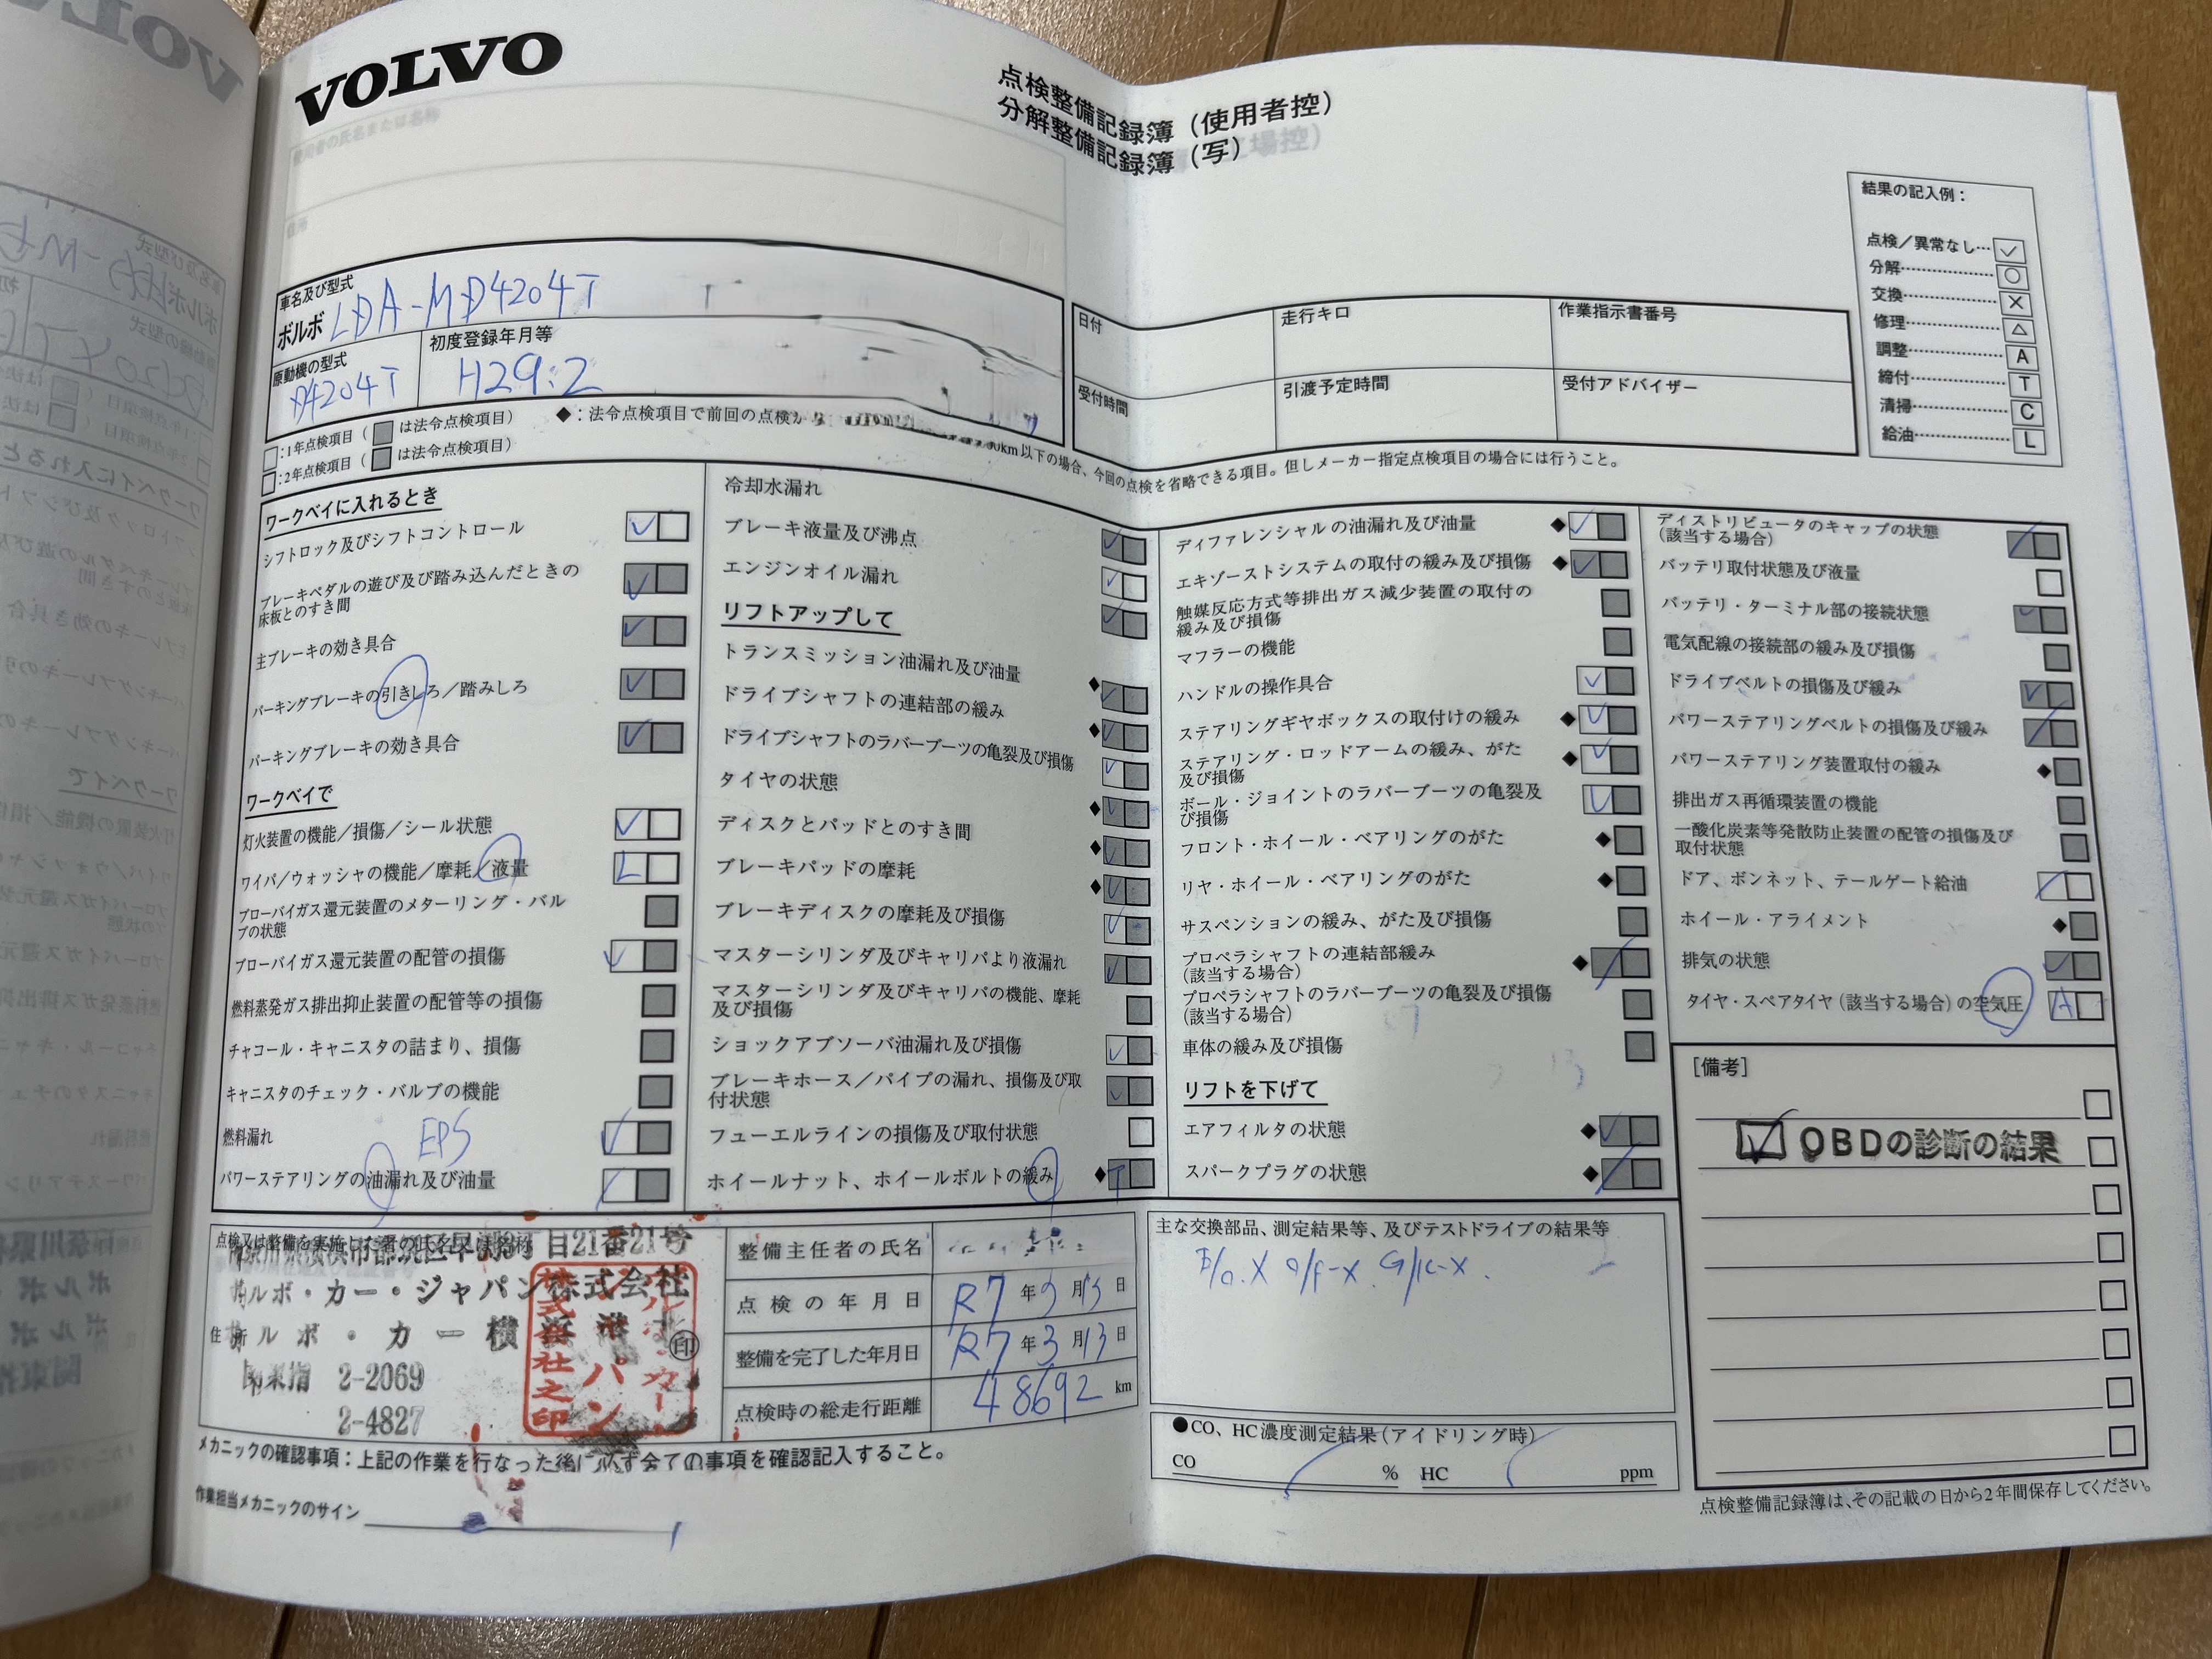 VOLVO
点検整備記録簿（使用者控）
分解整備記録簿（写）
使用者の氏名または名称
住所
車名及び型式
ボルボ LDA-MD4204T
原動機の型式
D4204T
初度登録年月等
H29.2
日付
走行キロ
作業指示書番号
受付時間
引渡予定時間
受付アドバイザー
結果の記入例：
点検／異常なし… ✓
分解…… ○
交換…… ×
修理…… △
調整…… A
締付…… T
清掃…… C
給油…… L
□：1年点検項目（■は法令点検項目）
□：2年点検項目（■は法令点検項目）
◆：法令点検項目で前回の点検か
km以下の場合、今回の点検を省略できる項目。但しメーカー指定点検項目の場合には行うこと。
ワークベイに入れるとき
シフトロック及びシフトコントロール ✓
ブレーキペダルの遊び及び踏み込んだときの
床板とのすき間 ✓
主ブレーキの効き具合 ✓
パーキングブレーキの引きしろ／踏みしろ ✓
パーキングブレーキの効き具合 ✓
ワークベイで
灯火装置の機能／損傷／シール状態 ✓
ワイパ／ウォッシャの機能／摩耗／液量 L
ブローバイガス還元装置のメターリング・バル
ブの状態
ブローバイガス還元装置の配管の損傷 ✓
燃料蒸発ガス排出抑止装置の配管等の損傷
チャコール・キャニスタの詰まり、損傷
キャニスタのチェック・バルブの機能
燃料漏れ ✓
EPS
パワーステアリングの油漏れ及び油量 ／
冷却水漏れ
ブレーキ液量及び沸点
エンジンオイル漏れ
リフトアップして
トランスミッション油漏れ及び油量
ドライブシャフトの連結部の緩み
ドライブシャフトのラバーブーツの亀裂及び損傷
タイヤの状態
ディスクとパッドとのすき間
ブレーキパッドの摩耗
ブレーキディスクの摩耗及び損傷
マスターシリンダ及びキャリパより液漏れ
マスターシリンダ及びキャリパの機能、摩耗
及び損傷
ショックアブソーバ油漏れ及び損傷
ブレーキホース／パイプの漏れ、損傷及び取
付状態
フューエルラインの損傷及び取付状態
ホイールナット、ホイールボルトの緩み ◆ T
ディファレンシャルの油漏れ及び油量 ◆ ✓
エキゾーストシステムの取付の緩み及び損傷 ◆ ✓
触媒反応方式等排出ガス減少装置の取付の
緩み及び損傷
マフラーの機能
ハンドルの操作具合 ✓
ステアリングギヤボックスの取付けの緩み ◆ ✓
ステアリング・ロッドアームの緩み、がた
及び損傷 ◆ ✓
ボール・ジョイントのラバーブーツの亀裂及
び損傷 ✓
フロント・ホイール・ベアリングのがた ◆
リヤ・ホイール・ベアリングのがた ◆
サスペンションの緩み、がた及び損傷
プロペラシャフトの連結部緩み
（該当する場合） ◆ ／
プロペラシャフトのラバーブーツの亀裂及び損傷
（該当する場合）
車体の緩み及び損傷
リフトを下げて
エアフィルタの状態 ◆ ✓
スパークプラグの状態 ◆ ／
ディストリビュータのキャップの状態
（該当する場合） ／
バッテリ取付状態及び液量
バッテリ・ターミナル部の接続状態 ✓
電気配線の接続部の緩み及び損傷
ドライブベルトの損傷及び緩み ✓
パワーステアリングベルトの損傷及び緩み ／
パワーステアリング装置取付の緩み ◆
排出ガス再循環装置の機能
一酸化炭素等発散防止装置の配管の損傷及び
取付状態
ドア、ボンネット、テールゲート給油 ／
ホイール・アライメント ◆
排気の状態 ✓
タイヤ・スペアタイヤ（該当する場合）の空気圧 A
［備考］
✓ OBDの診断の結果
点検整備記録簿は、その記載の日から2年間保存してください。
点検又は整備を実施した者の氏名又は名称
丁目21番21号
ボルボ・カー・ジャパン株式会社
住所
ボルボ・カー横浜港北
関東指 2-2069
2-4827
印
整備主任者の氏名
点検の年月日 R7年3月13日
整備を完了した年月日 R7年3月13日
点検時の総走行距離 48692 km
主な交換部品、測定結果等、及びテストドライブの結果等
E/O.X O/F-X G/K-X.
●CO、HC濃度測定結果（アイドリング時）
CO ％ HC ppm
メカニックの確認事項：上記の作業を行なった後に必ず全ての事項を確認記入すること。
作業担当メカニックのサイン